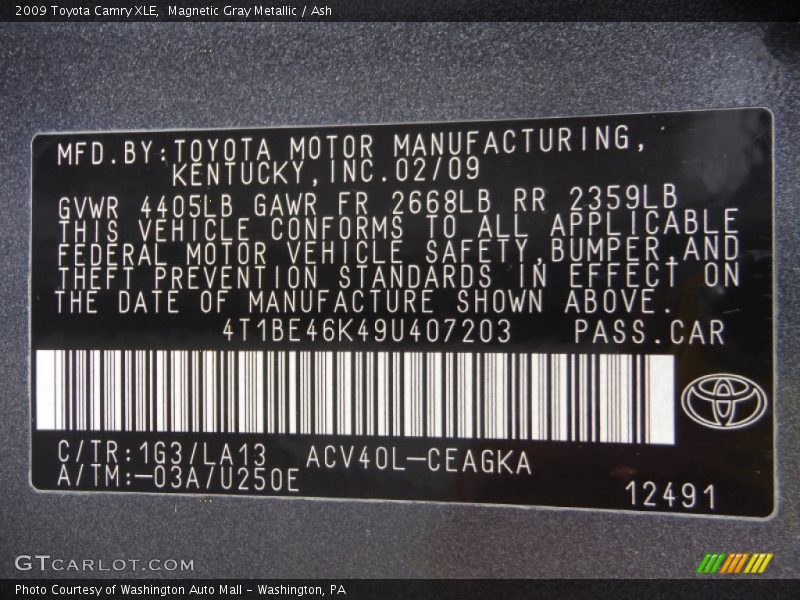 2009 Toyota Camry XLE,  Magnetic Gray Metallic / Ash
MFD.BY:TOYOTA MOTOR MANUFACTURING,
KENTUCKY,INC.02/09
GVWR 4405LB GAWR FR 2668LB RR 2359LB
THIS VEHICLE CONFORMS TO ALL APPLICABLE
FEDERAL MOTOR VEHICLE SAFETY,BUMPER,AND
THEFT PREVENTION STANDARDS IN EFFECT ON
THE DATE OF MANUFACTURE SHOWN ABOVE.
4T1BE46K49U407203 PASS.CAR
C/TR:1G3/LA13 ACV40L-CEAGKA
A/TM:-03A/U250E
12491
GTCARLOT.COM
Photo Courtesy of Washington Auto Mall - Washington, PA